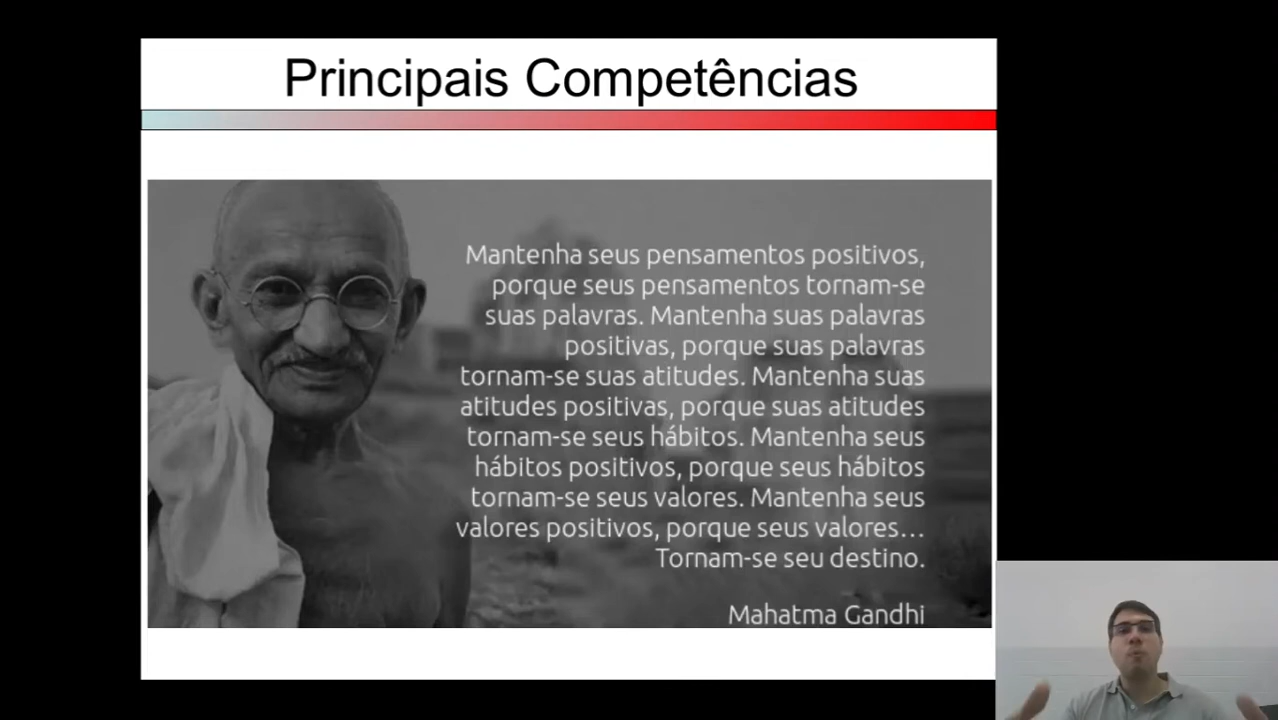 Principais Competências
Mantenha seus pensamentos positivos,
porque seus pensamentos tornam-se
suas palavras. Mantenha suas palavras
positivas, porque suas palavras
tornam-se suas atitudes. Mantenha suas
atitudes positivas, porque suas atitudes
tornam-se seus hábitos. Mantenha seus
hábitos positivos, porque seus hábitos
tornam-se seus valores. Mantenha seus
valores positivos, porque seus valores...
Tornam-se seu destino.
Mahatma Gandhi